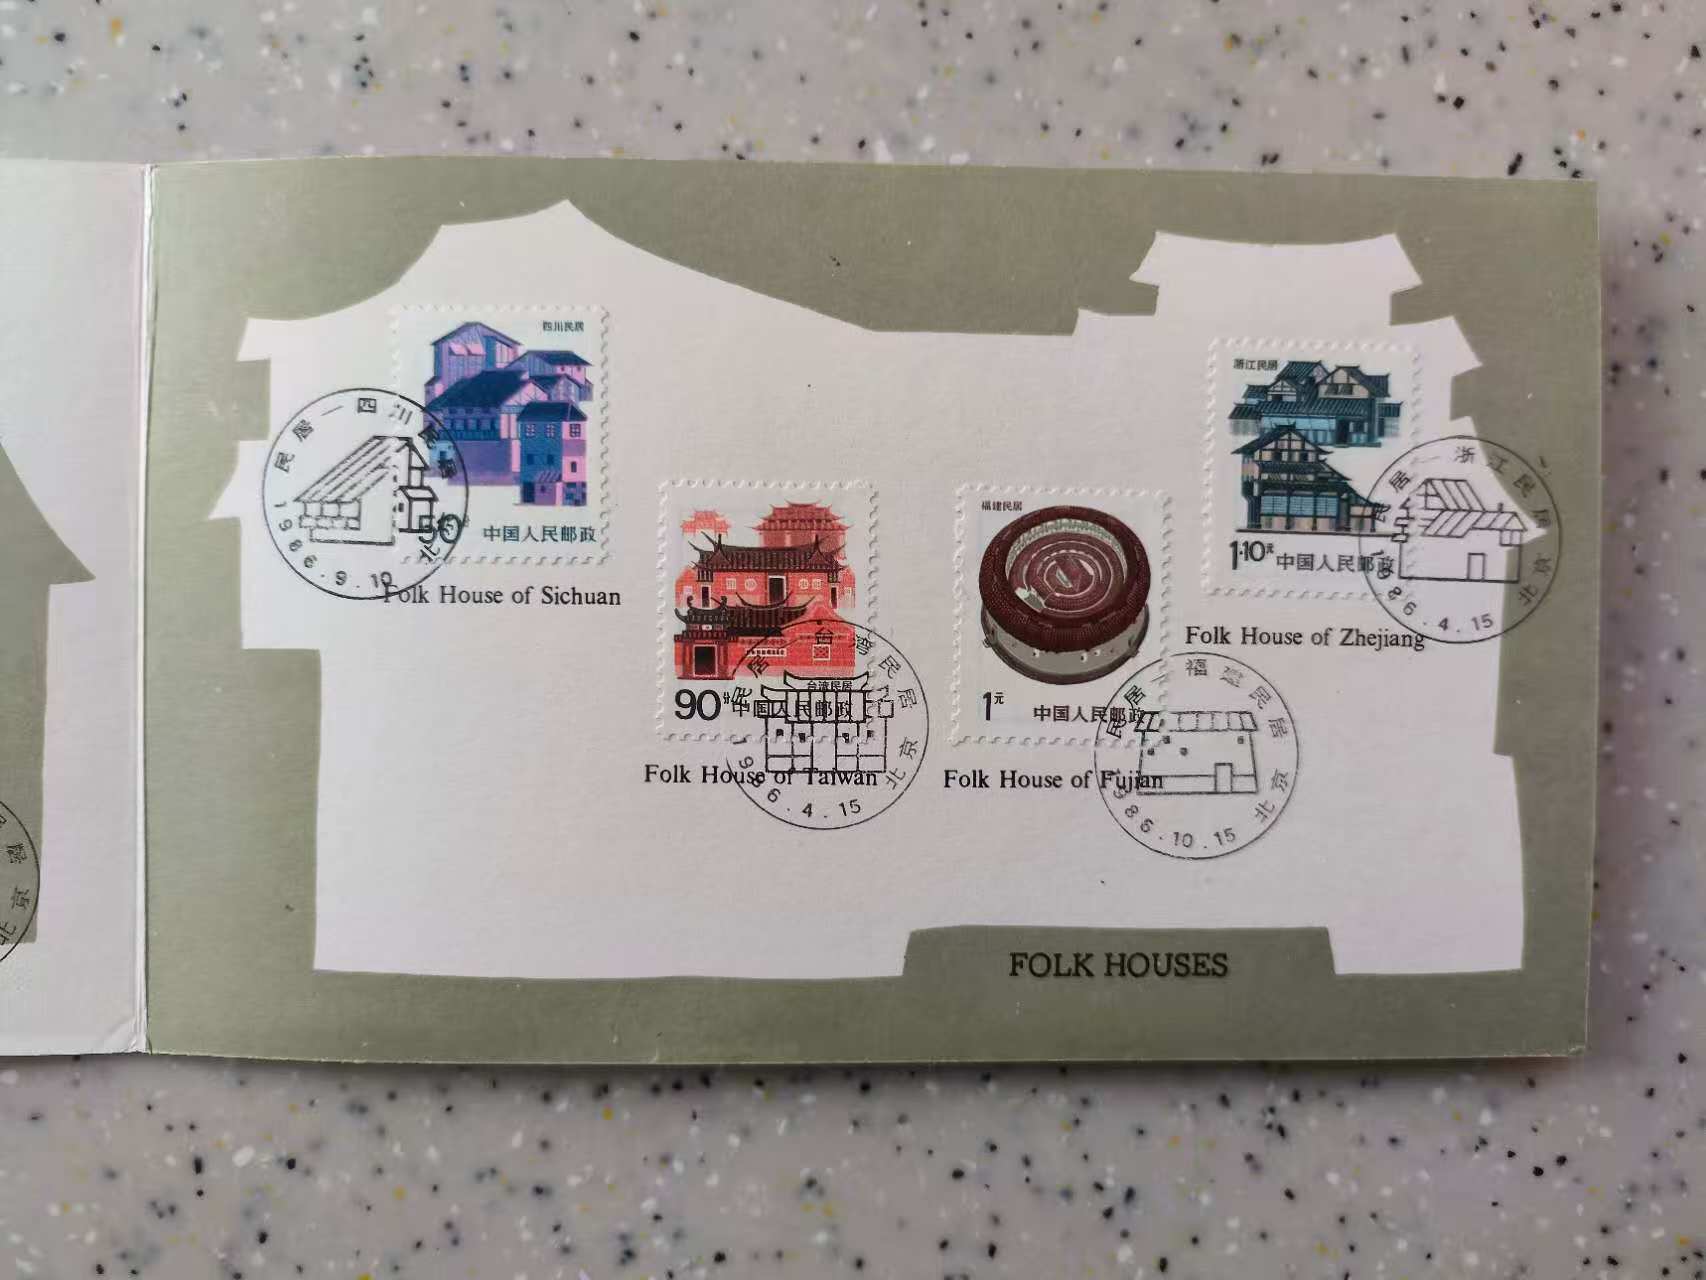 四川民居
50分
中国人民邮政
民居—四川民居
北京
1986.9.10
Folk House of Sichuan
台湾民居
90分
中国人民邮政
民居—台湾民居
北京
1986.4.15
Folk House of Taiwan
福建民居
1元
中国人民邮政
民居—福建民居
北京
1986.10.15
Folk House of Fujian
浙江民居
1.10元
中国人民邮政
民居—浙江民居
北京
1986.4.15
Folk House of Zhejiang
FOLK HOUSES
北京